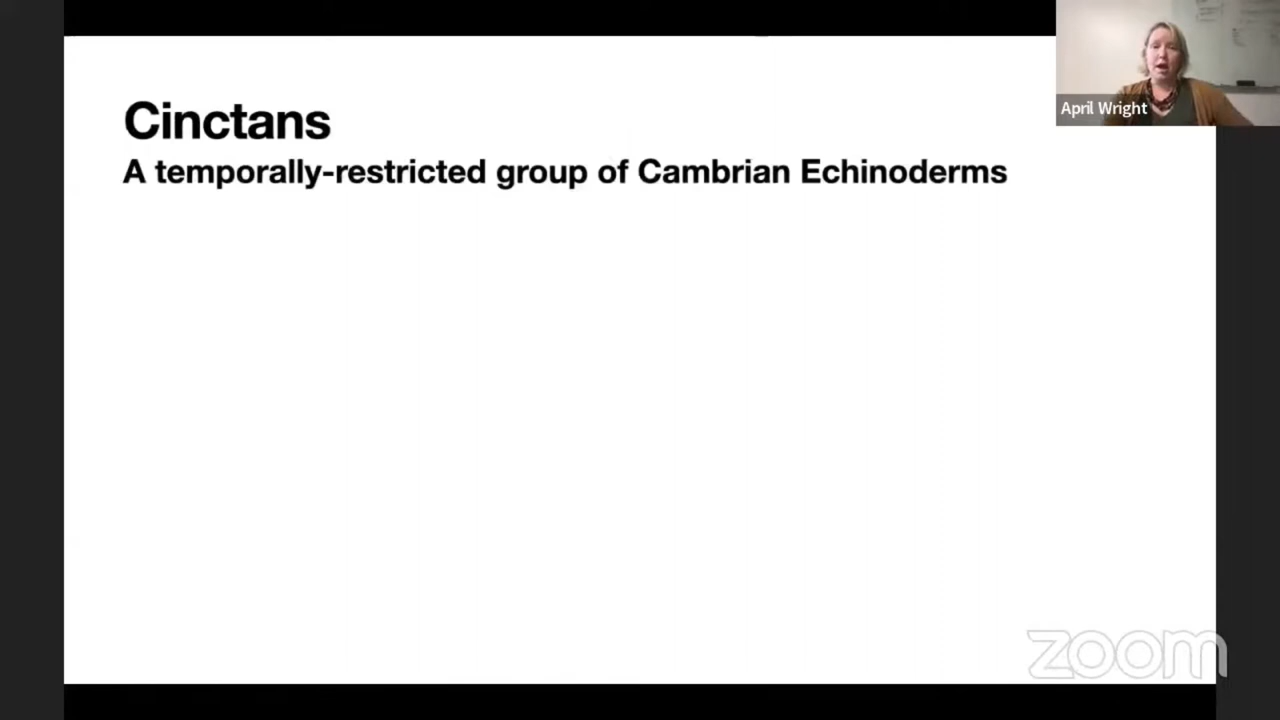 Cinctans
A temporally-restricted group of Cambrian Echinoderms
April Wright
zoom